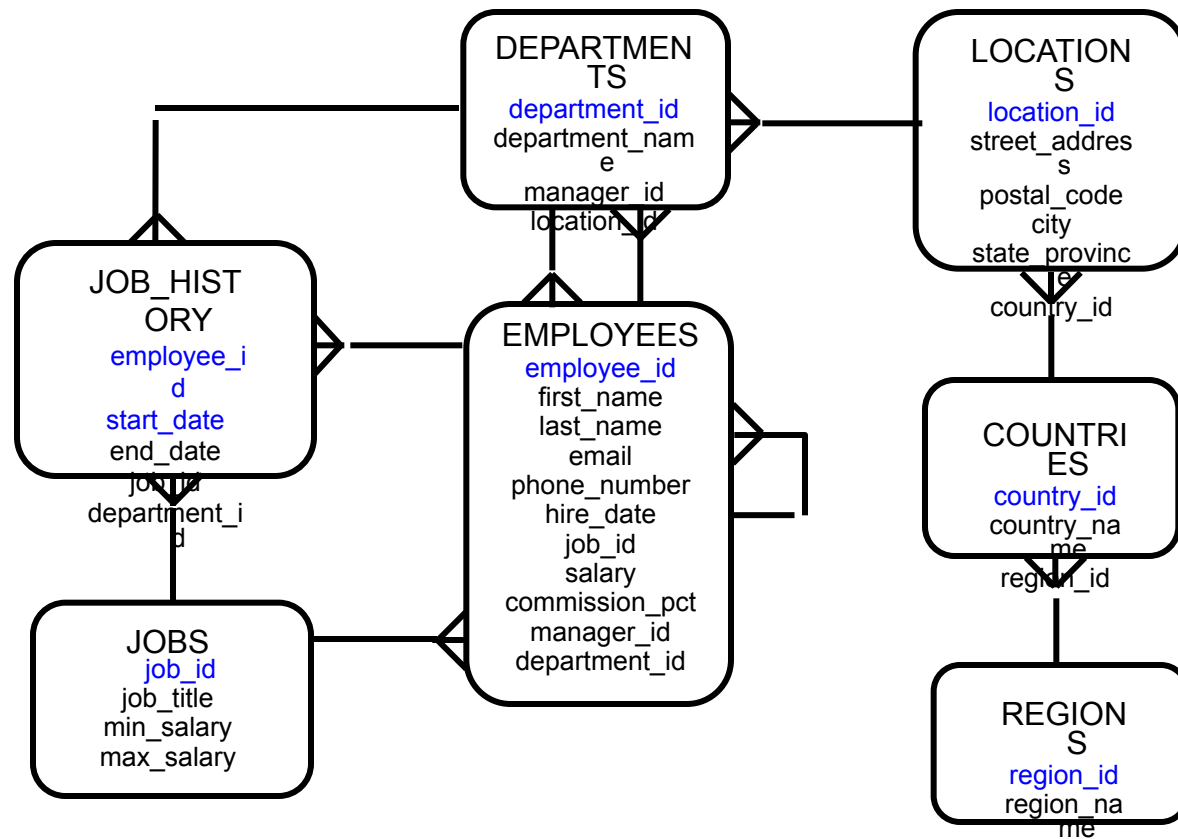 DEPARTMEN
TS
department_id
department_nam
e
manager_id
location_id
LOCATION
S
location_id
street_addres
s
postal_code
city
state_provinc
e
country_id
JOB_HIST
ORY
employee_i
d
start_date
end_date
job_id
department_i
d
EMPLOYEES
employee_id
first_name
last_name
email
phone_number
hire_date
job_id
salary
commission_pct
manager_id
department_id
COUNTRI
ES
country_id
country_na
me
region_id
JOBS
job_id
job_title
min_salary
max_salary
REGION
S
region_id
region_na
me